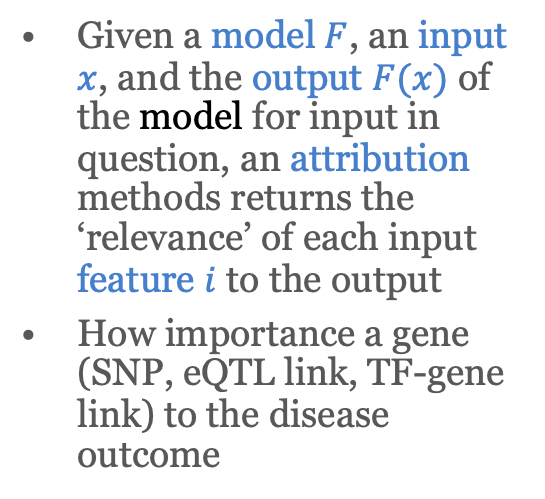 • Given a model F, an input
x, and the output F(x) of
the model for input in
question, an attribution
methods returns the
‘relevance’ of each input
feature i to the output
• How importance a gene
(SNP, eQTL link, TF-gene
link) to the disease
outcome